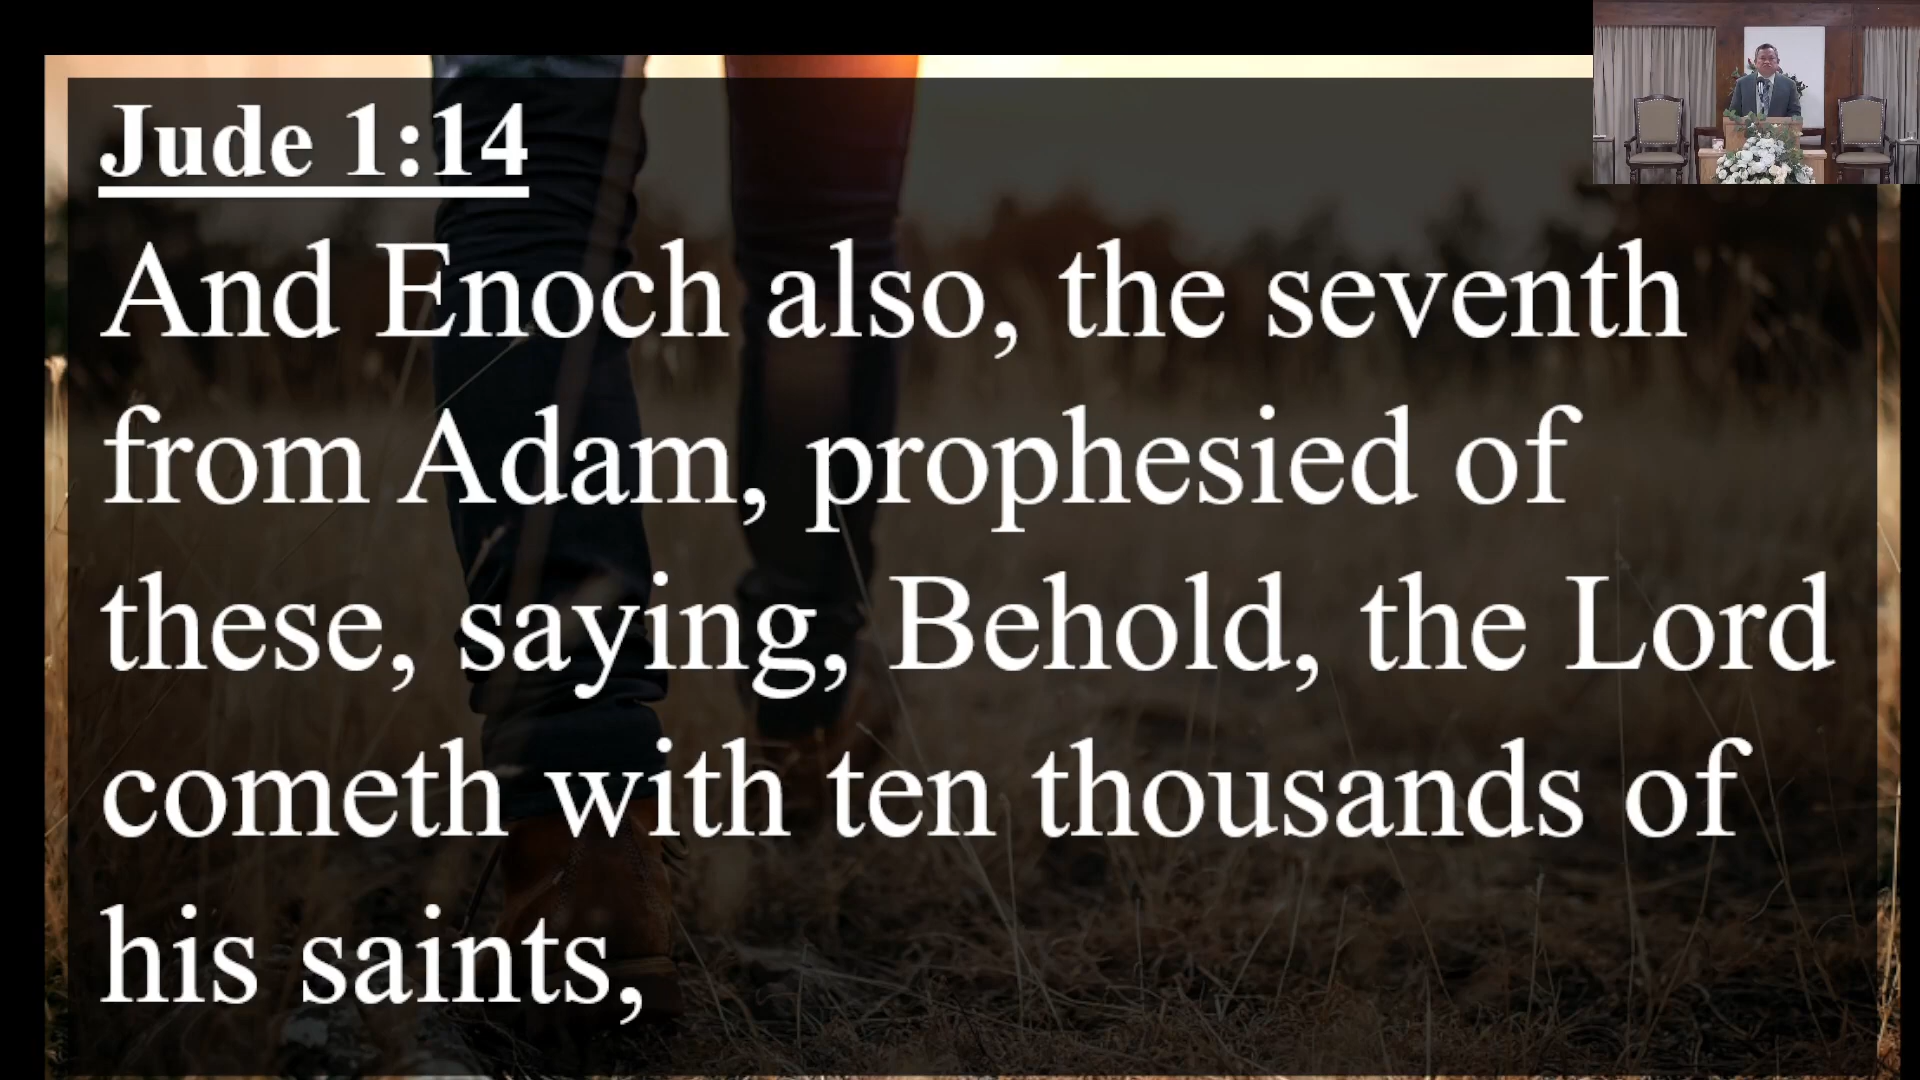 Jude 1:14
And Enoch also, the seventh
from Adam, prophesied of
these, saying, Behold, the Lord
cometh with ten thousands of
his saints,